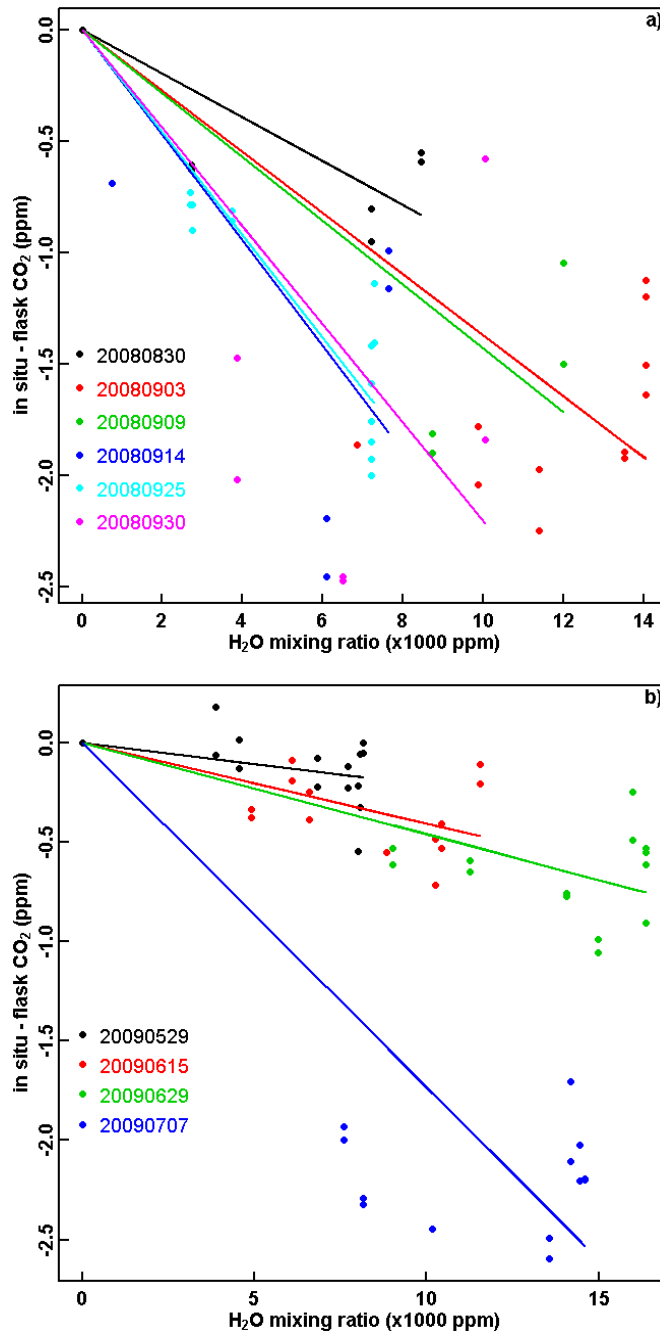 a)
0.0
-0.5
-1.0
-1.5
-2.0
-2.5
in situ - flask CO₂ (ppm)
20080830
20080903
20080909
20080914
20080925
20080930
0 2 4 6 8 10 12 14
H₂O mixing ratio (x1000 ppm)
b)
0.0
-0.5
-1.0
-1.5
-2.0
-2.5
in situ - flask CO₂ (ppm)
20090529
20090615
20090629
20090707
0 5 10 15
H₂O mixing ratio (x1000 ppm)